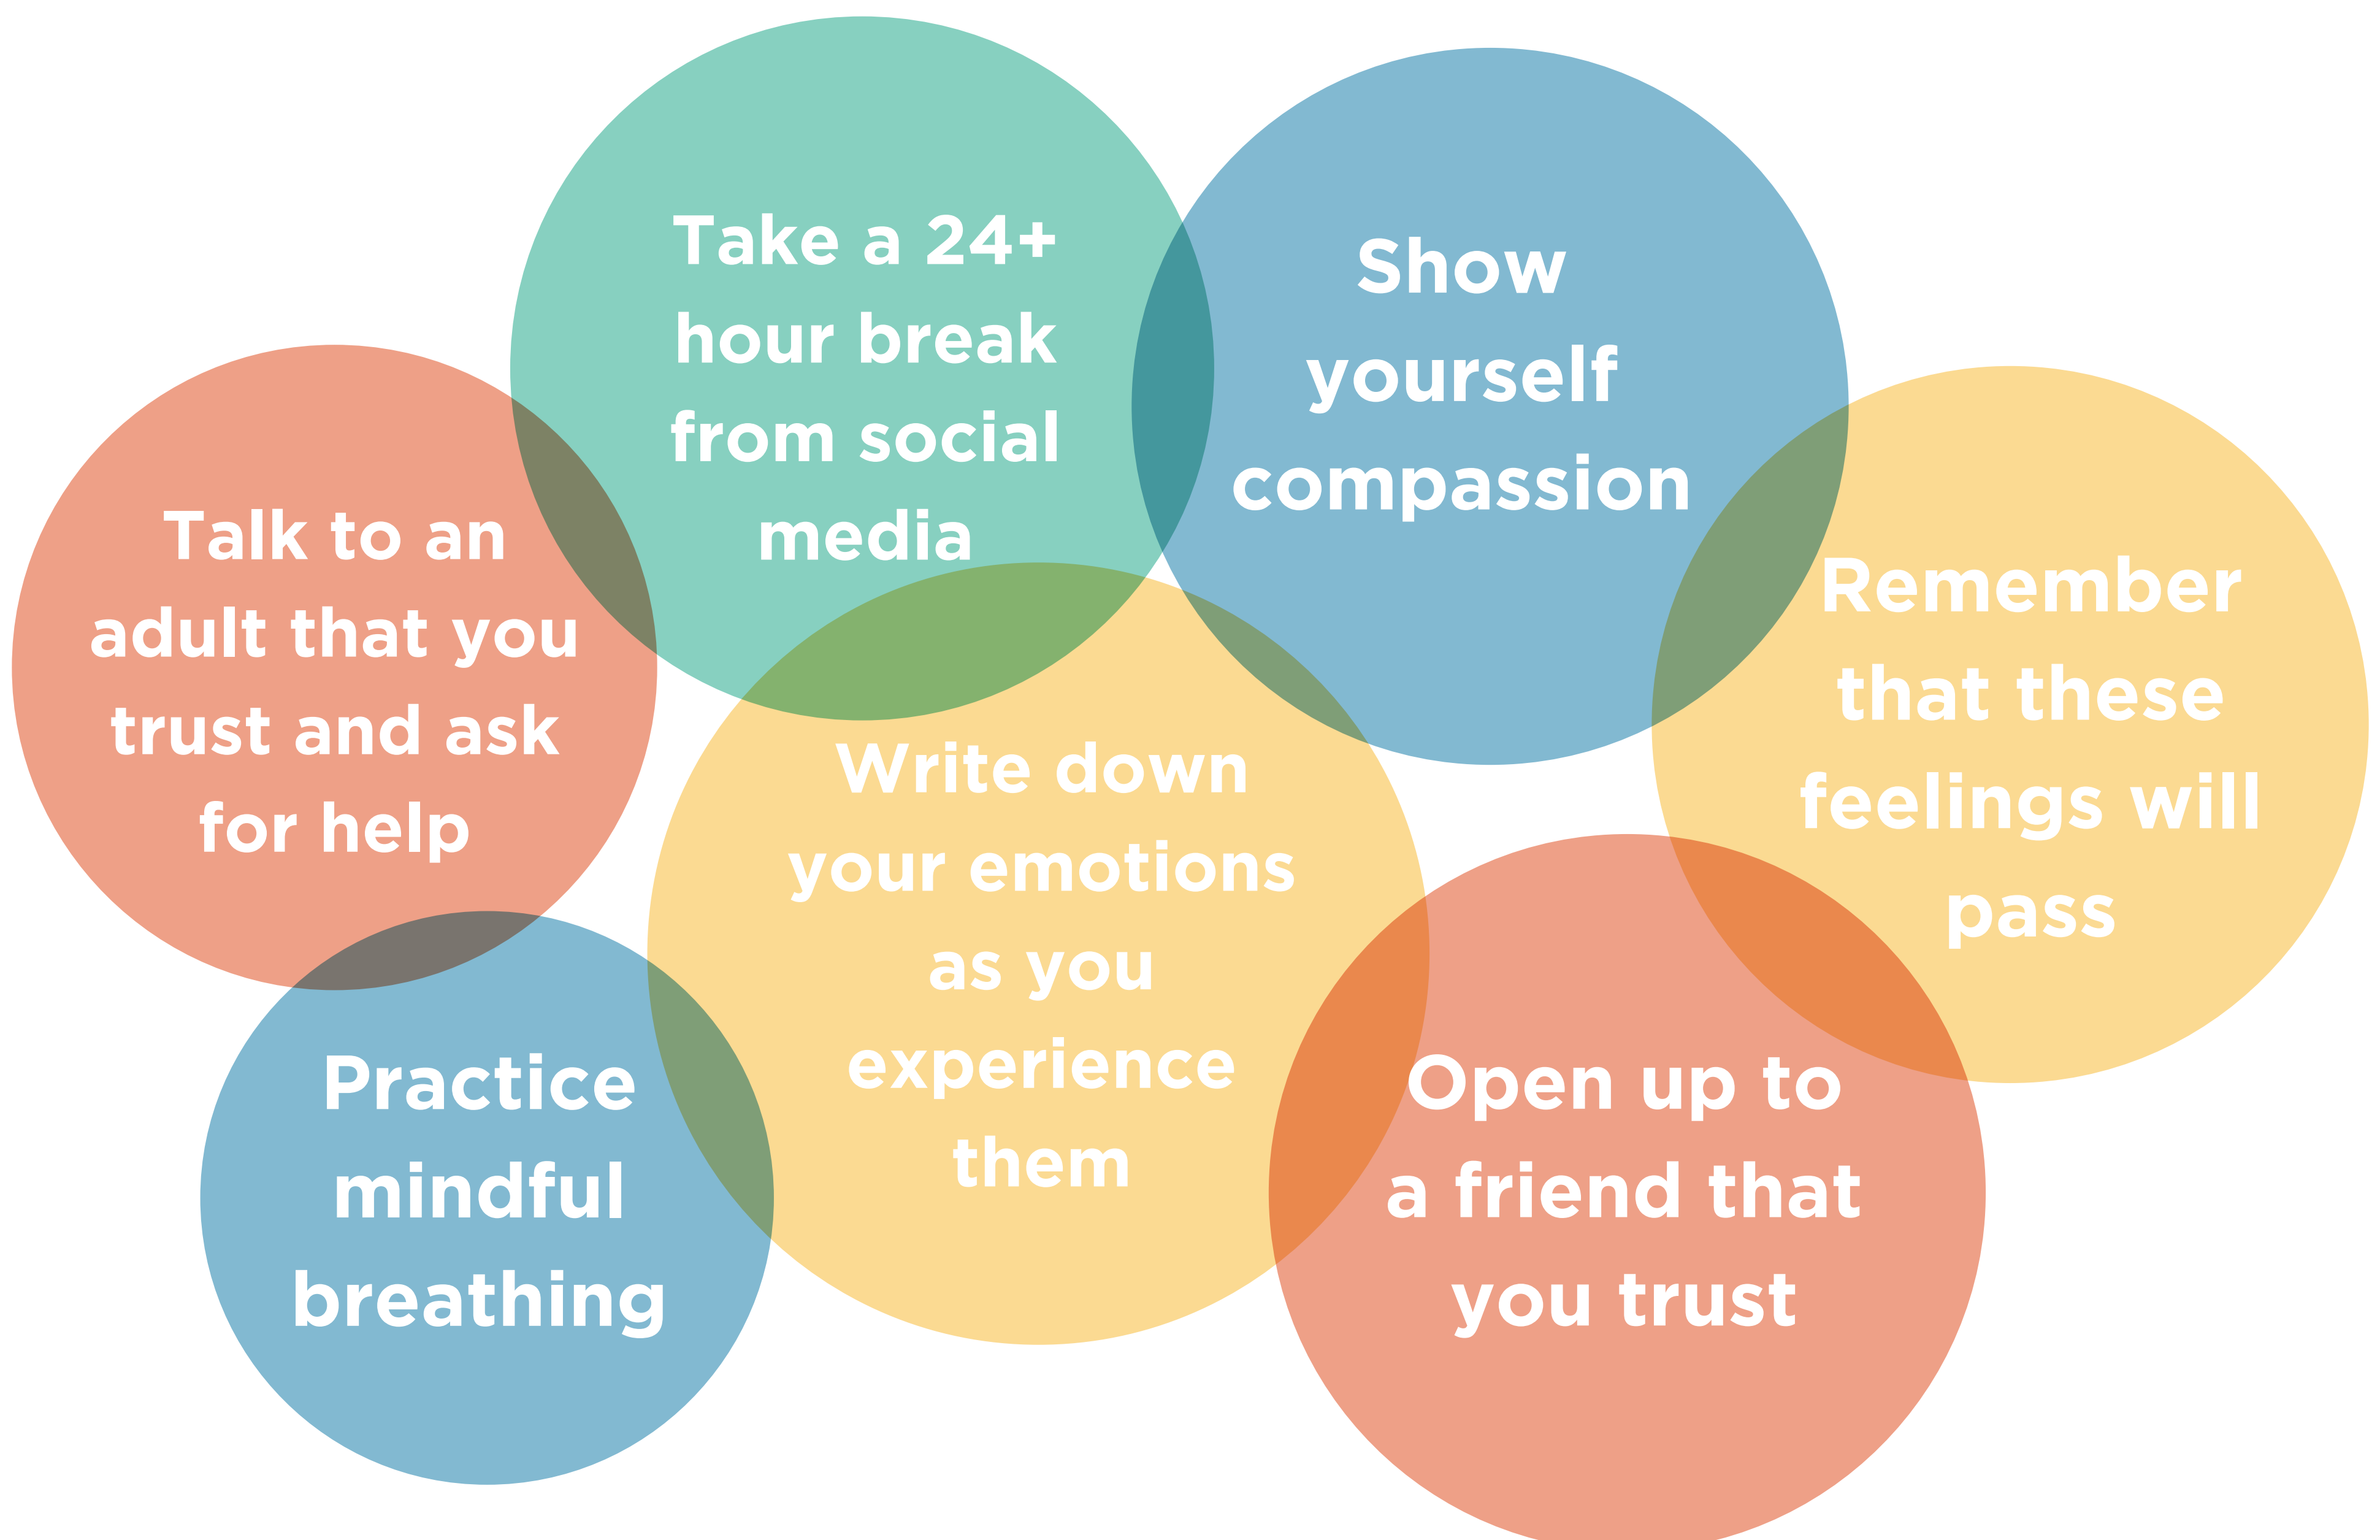 Take a 24+
hour break
from social
media
Show
yourself
compassion
Talk to an
adult that you
trust and ask
for help
Remember
that these
feelings will
pass
Write down
your emotions
as you
experience
them
Practice
mindful
breathing
Open up to
a friend that
you trust